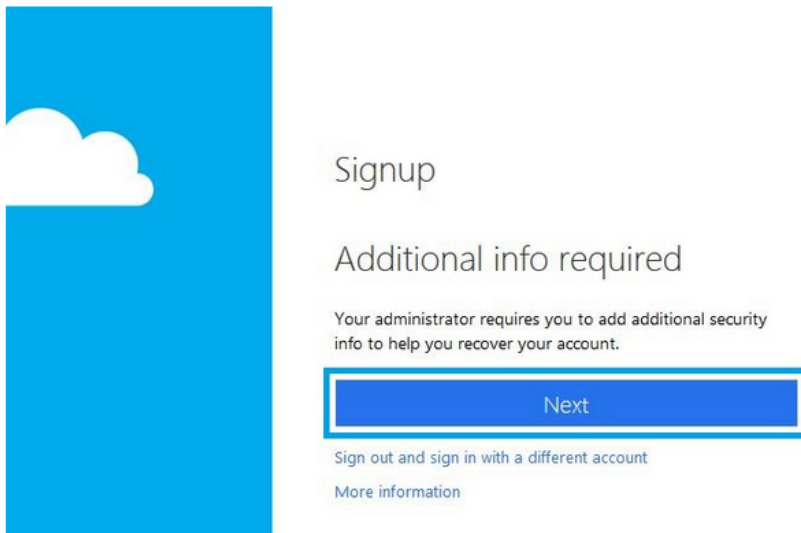 Signup
Additional info required
Your administrator requires you to add additional security
info to help you recover your account.
Next
Sign out and sign in with a different account
More information